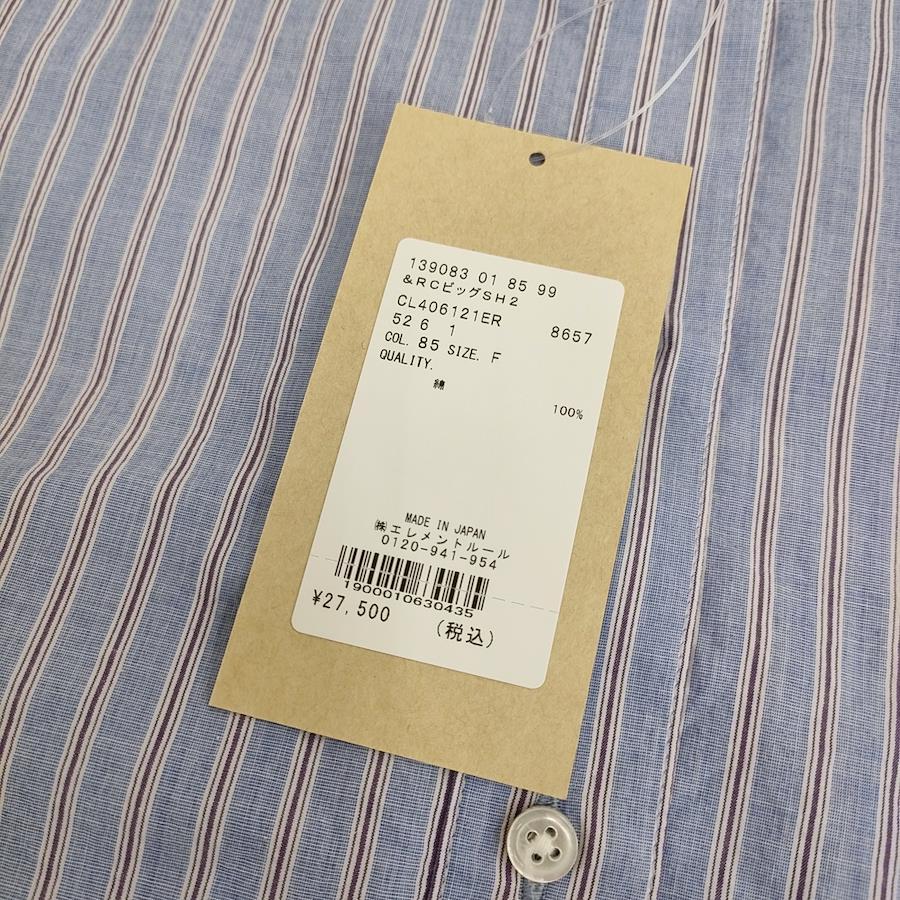 139083 01 85 99
&RCビッグSH2
CL406121ER 8657
52 6 1
COL. 85 SIZE. F
QUALITY.
綿
100%
MADE IN JAPAN
㈱エレメントルール
0120-941-954
1900010630435
¥27,500 (税込)